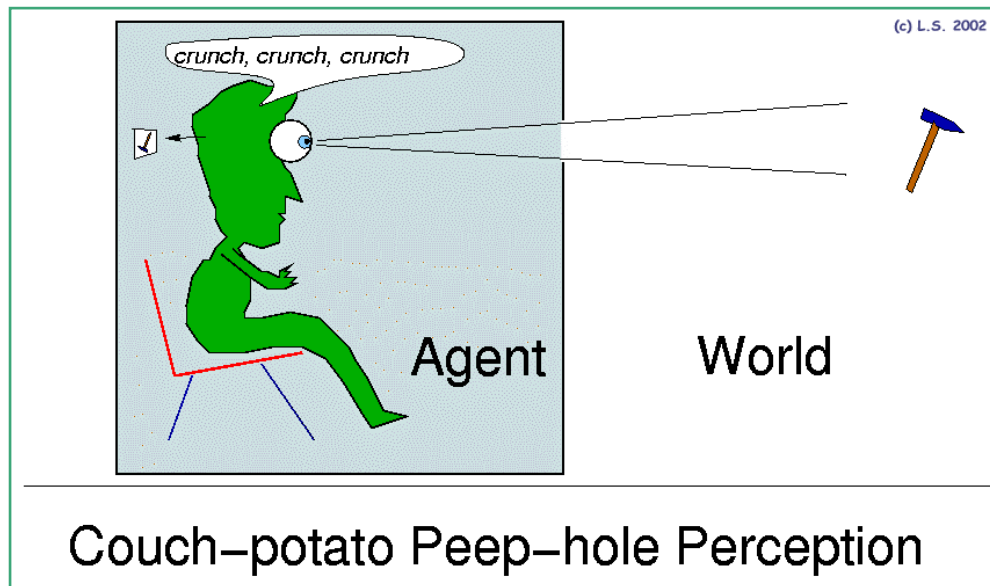 (c) L.S. 2002
crunch, crunch, crunch
Agent
World
Couch-potato Peep-hole Perception